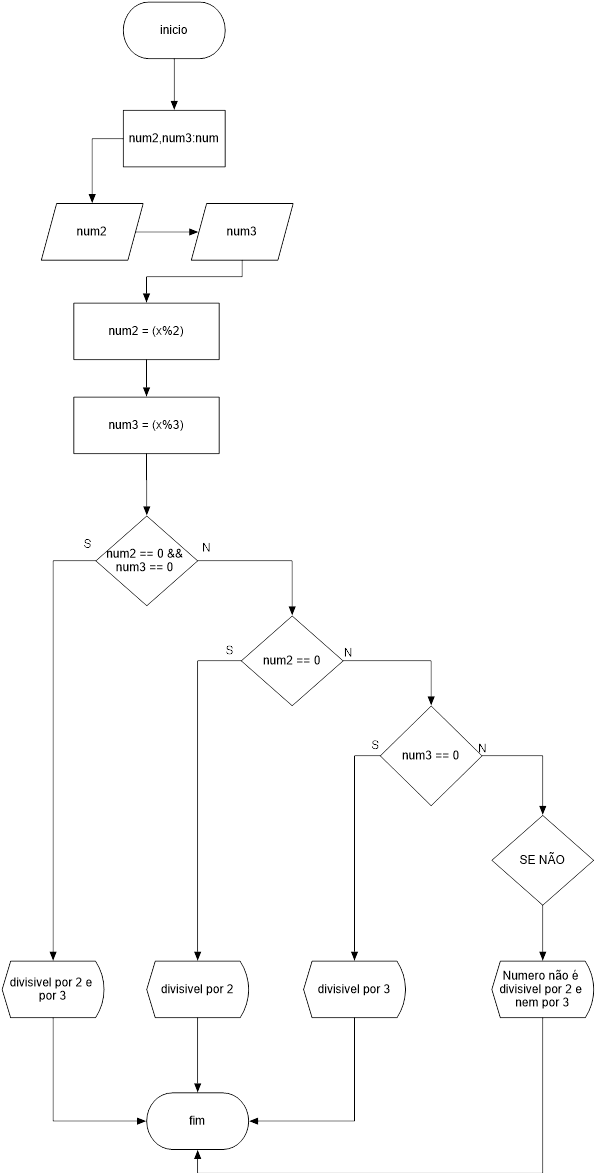 inicio
num2,num3:num
num2
num3
num2 = (x%2)
num3 = (x%3)
S
N
num2 == 0 &&
num3 == 0
S
N
num2 == 0
S
N
num3 == 0
SE NÃO
divisivel por 2 e
por 3
divisivel por 2
divisivel por 3
Numero não é
divisivel por 2 e
nem por 3
fim